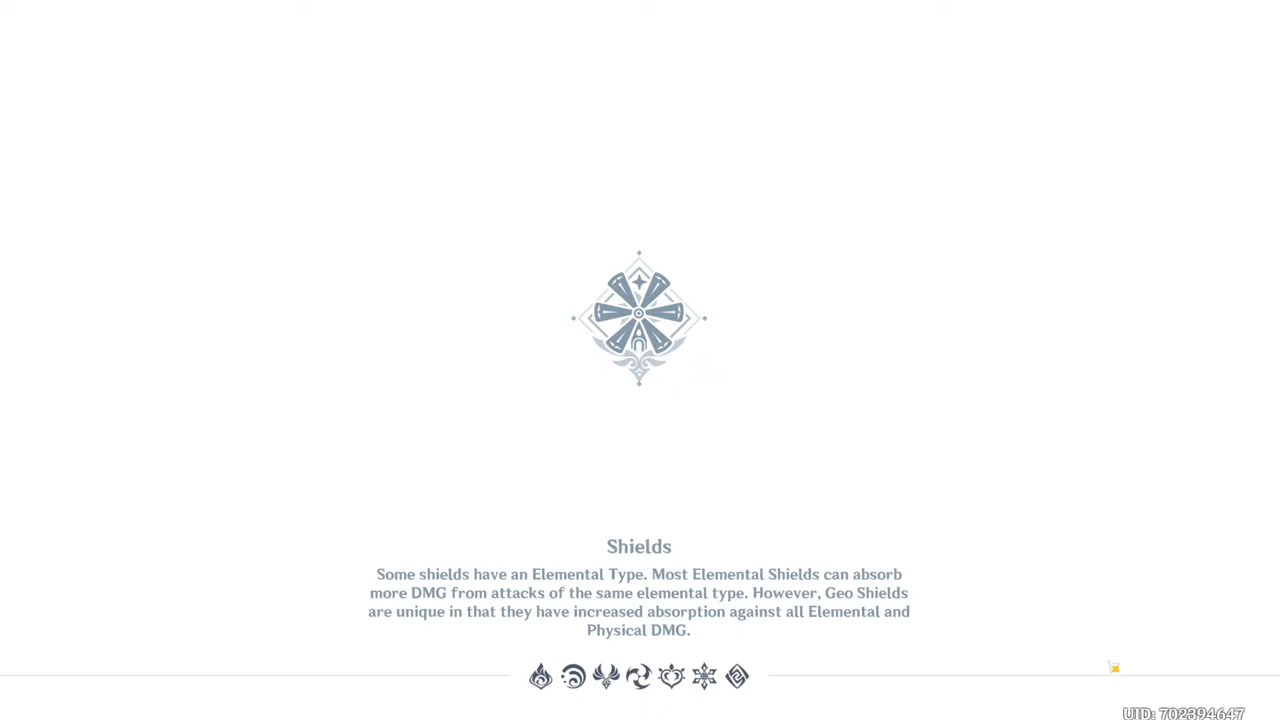 Shields
Some shields have an Elemental Type. Most Elemental Shields can absorb
more DMG from attacks of the same elemental type. However, Geo Shields
are unique in that they have increased absorption against all Elemental and
Physical DMG.
UID: 702394647